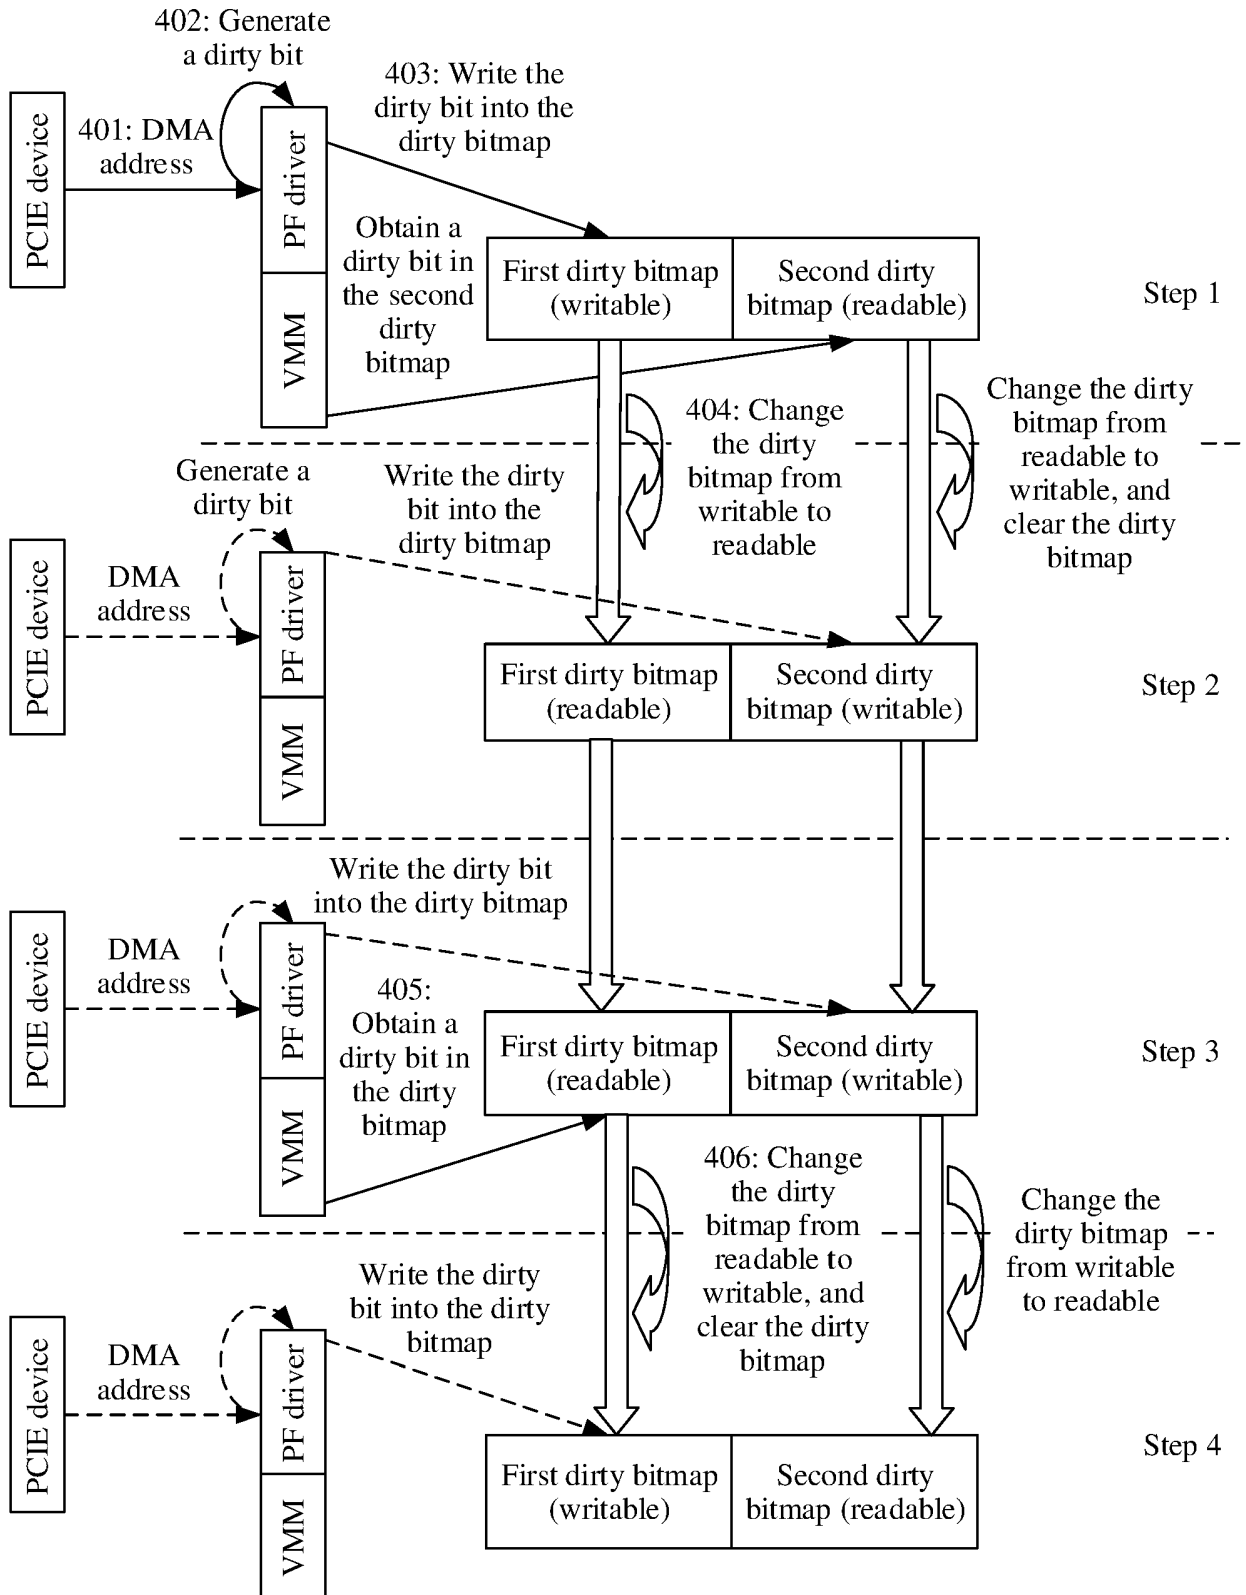 402: Generate
a dirty bit
403: Write the
dirty bit into the
dirty bitmap
401: DMA
address
PCIE device
PF driver
VMM
Obtain a
dirty bit in
the second
dirty
bitmap
First dirty bitmap
(writable)
Second dirty
bitmap (readable)
Step 1
404: Change
the dirty
bitmap from
writable to
readable
Change the dirty
bitmap from
readable to
writable, and
clear the dirty
bitmap
Generate a
dirty bit
Write the dirty
bit into the
dirty bitmap
DMA
address
PCIE device
PF driver
VMM
First dirty bitmap
(readable)
Second dirty
bitmap (writable)
Step 2
Write the dirty bit
into the dirty bitmap
DMA
address
PCIE device
PF driver
VMM
405:
Obtain a
dirty bit in
the dirty
bitmap
First dirty bitmap
(readable)
Second dirty
bitmap (writable)
Step 3
406: Change
the dirty
bitmap from
readable to
writable, and
clear the dirty
bitmap
Change the
dirty bitmap
from writable
to readable
Write the dirty
bit into the dirty
bitmap
DMA
address
PCIE device
PF driver
VMM
First dirty bitmap
(writable)
Second dirty
bitmap (readable)
Step 4